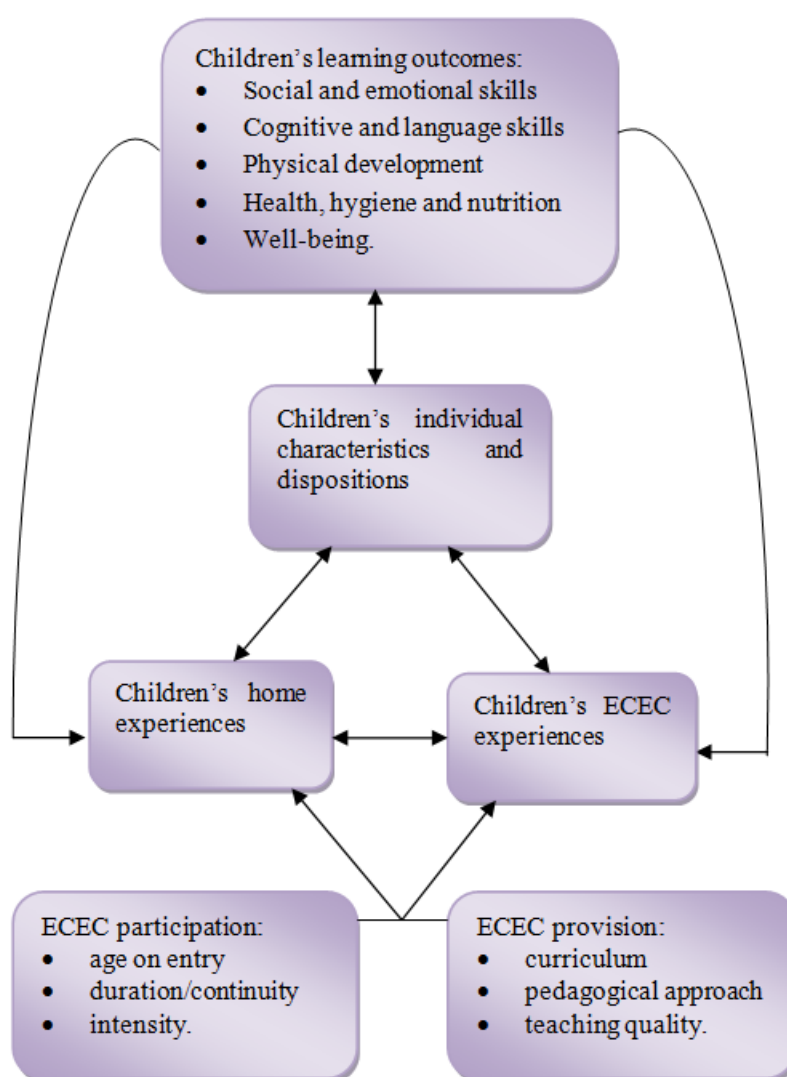 Children’s learning outcomes:
• Social and emotional skills
• Cognitive and language skills
• Physical development
• Health, hygiene and nutrition
• Well-being.
Children’s individual
characteristics and
dispositions
Children’s home
experiences
Children’s ECEC
experiences
ECEC participation:
• age on entry
• duration/continuity
• intensity.
ECEC provision:
• curriculum
• pedagogical approach
• teaching quality.